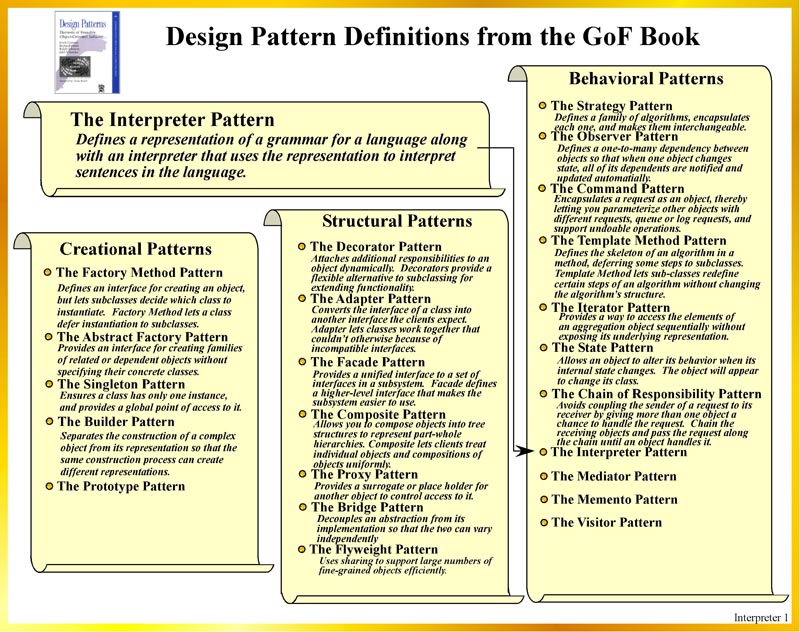 Design Patterns
Design Pattern Definitions from the GoF Book
The Interpreter Pattern
Defines a representation of a grammar for a language along
with an interpreter that uses the representation to interpret
sentences in the language.
Creational Patterns
The Factory Method Pattern
Defines an interface for creating an object,
but lets subclasses decide which class to
instantiate. Factory Method lets a class
defer instantiation to subclasses.
The Abstract Factory Pattern
Provides an interface for creating families
of related or dependent objects without
specifying their concrete classes.
The Singleton Pattern
Ensures a class has only one instance,
and provides a global point of access to it.
The Builder Pattern
Separates the construction of a complex
object from its representation so that the
same construction process can create
different representations.
The Prototype Pattern
Structural Patterns
The Decorator Pattern
Attaches additional responsibilities to an
object dynamically. Decorators provide a
flexible alternative to subclassing for
extending functionality.
The Adapter Pattern
Converts the interface of a class into
another interface the clients expect.
Adapter lets classes work together that
couldn't otherwise because of
incompatible interfaces.
The Facade Pattern
Provides a unified interface to a set of
interfaces in a subsystem. Facade defines
a higher-level interface that makes the
subsystem easier to use.
The Composite Pattern
Allows you to compose objects into tree
structures to represent part-whole
hierarchies. Composite lets clients treat
individual objects and compositions of
objects uniformly.
The Proxy Pattern
Provides a surrogate or place holder for
another object to control access to it.
The Bridge Pattern
Decouples an abstraction from its
implementation so that the two can vary
independently
The Flyweight Pattern
Uses sharing to support large numbers of
fine-grained objects efficiently.
Behavioral Patterns
The Strategy Pattern
Defines a family of algorithms, encapsulates
each one, and makes them interchangeable.
The Observer Pattern
Defines a one-to-many dependency between
objects so that when one object changes
state, all of its dependents are notified and
updated automatically.
The Command Pattern
Encapsulates a request as an object, thereby
letting you parameterize other objects with
different requests, queue or log requests, and
support undoable operations.
The Template Method Pattern
Defines the skeleton of an algorithm in a
method, deferring some steps to subclasses.
Template Method lets sub-classes redefine
certain steps of an algorithm without changing
the algorithm's structure.
The Iterator Pattern
Provides a way to access the elements of
an aggregation object sequentially without
exposing its underlying representation.
The State Pattern
Allows an object to alter its behavior when its
internal state changes. The object will appear
to change its class.
The Chain of Responsibility Pattern
Avoids coupling the sender of a request to its
receiver by giving more than one object a
chance to handle the request. Chain the
receiving objects and pass the request along
the chain until an object handles it.
The Interpreter Pattern
The Mediator Pattern
The Memento Pattern
The Visitor Pattern
Interpreter 1